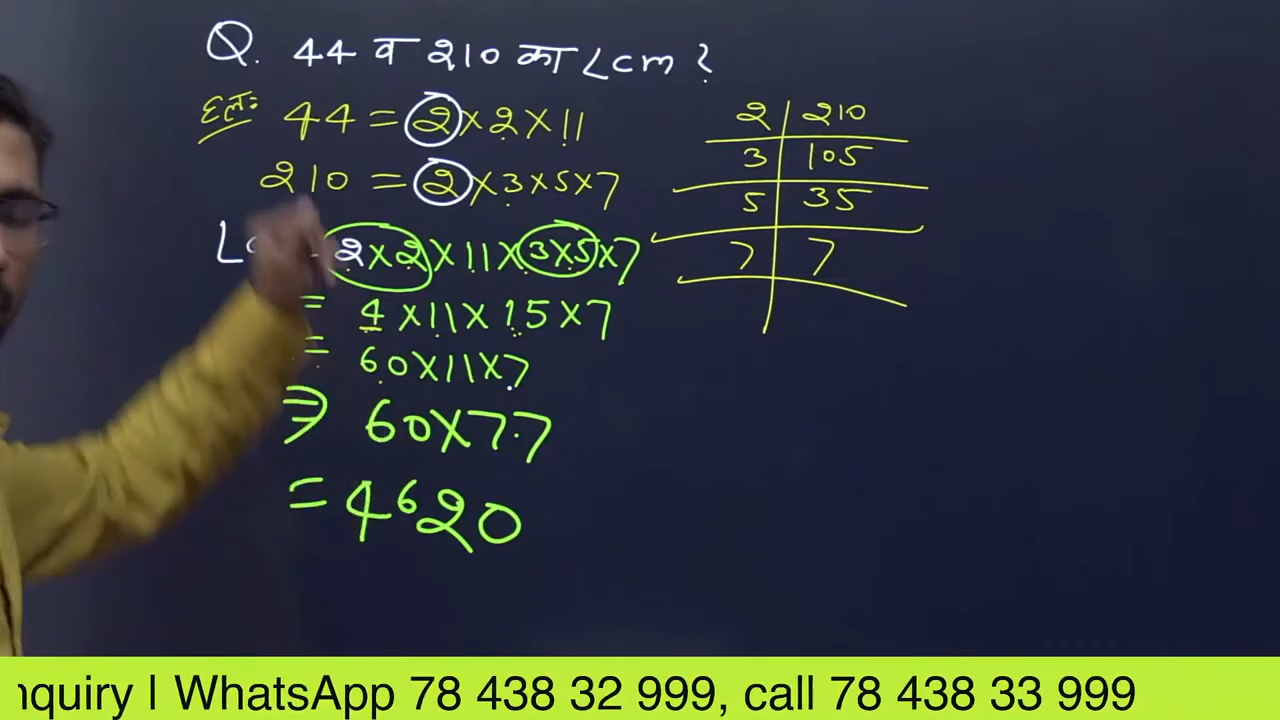 Q. 44 व 210 का Lcm ?
हल:
44 = 2×2×11
210 = 2×3×5×7
2×2×11×3×5×7
= 4×11×15×7
= 60×11×7
⇒ 60×77
= 4620
2 | 210
3 | 105
5 | 35
7 | 7
WhatsApp 78 438 32 999, call 78 438 33 999